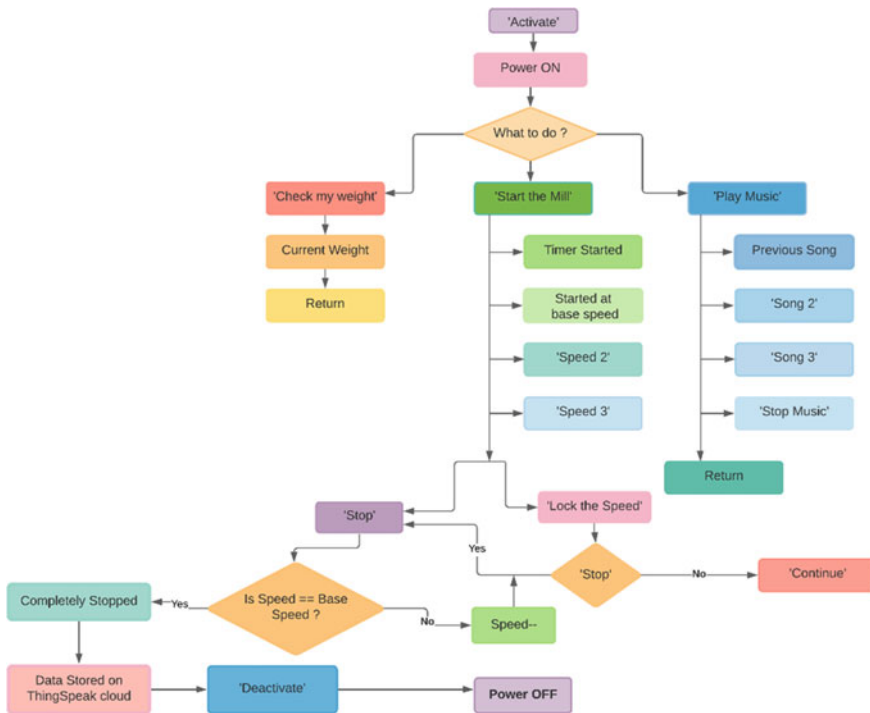 'Activate'
Power ON
What to do ?
'Check my weight'
'Start the Mill'
'Play Music'
Current Weight
Timer Started
Previous Song
Return
Started at
base speed
'Song 2'
'Speed 2'
'Song 3'
'Speed 3'
'Stop Music'
Return
'Stop'
'Lock the Speed'
Yes
'Stop'
No
'Continue'
Completely Stopped
Yes
Is Speed == Base
Speed ?
No
Speed--
Data Stored on
ThingSpeak cloud
'Deactivate'
Power OFF